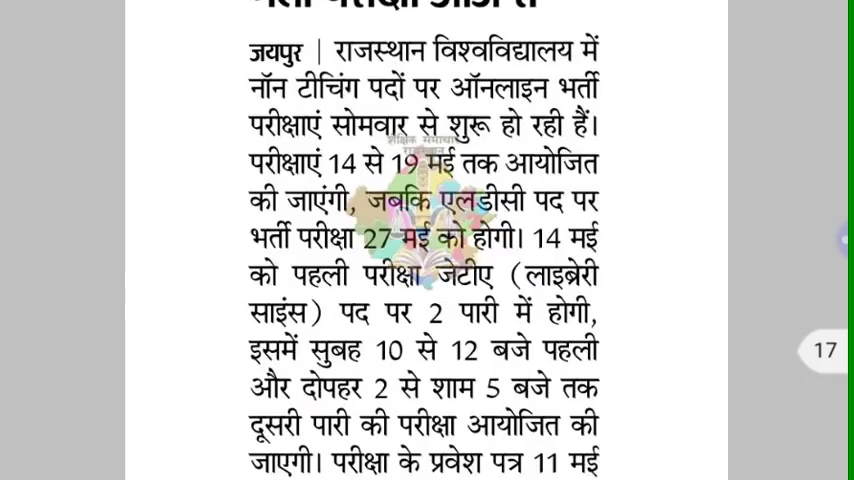 जयपुर | राजस्थान विश्वविद्यालय में
नॉन टीचिंग पदों पर ऑनलाइन भर्ती
परीक्षाएं सोमवार से शुरू हो रही हैं।
शैक्षिक समाचार
राजस्थान
परीक्षाएं 14 से 19 मई तक आयोजित
की जाएंगी, जबकि एलडीसी पद पर
भर्ती परीक्षा 27 मई को होगी। 14 मई
को पहली परीक्षा जेटीए (लाइब्रेरी
साइंस) पद पर 2 पारी में होगी,
इसमें सुबह 10 से 12 बजे पहली
और दोपहर 2 से शाम 5 बजे तक
दूसरी पारी की परीक्षा आयोजित की
जाएगी। परीक्षा के प्रवेश पत्र 11 मई
17